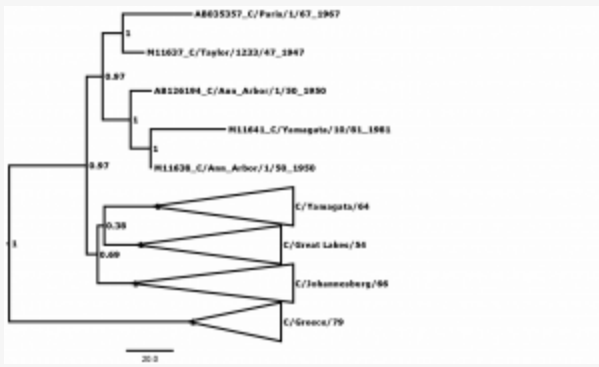 AB035357_C/Paris/1/67_1967
1
M11637_C/Taylor/1233/47_1947
0.97
AB126194_C/Ann_Arbor/1/50_1950
1
M11641_C/Yamagata/10/81_1981
1
M11638_C/Ann_Arbor/1/50_1950
0.97
C/Yamagata/64
0.38
C/Great Lakes/54
1
0.69
C/Johannesburg/66
C/Greece/79
20.0